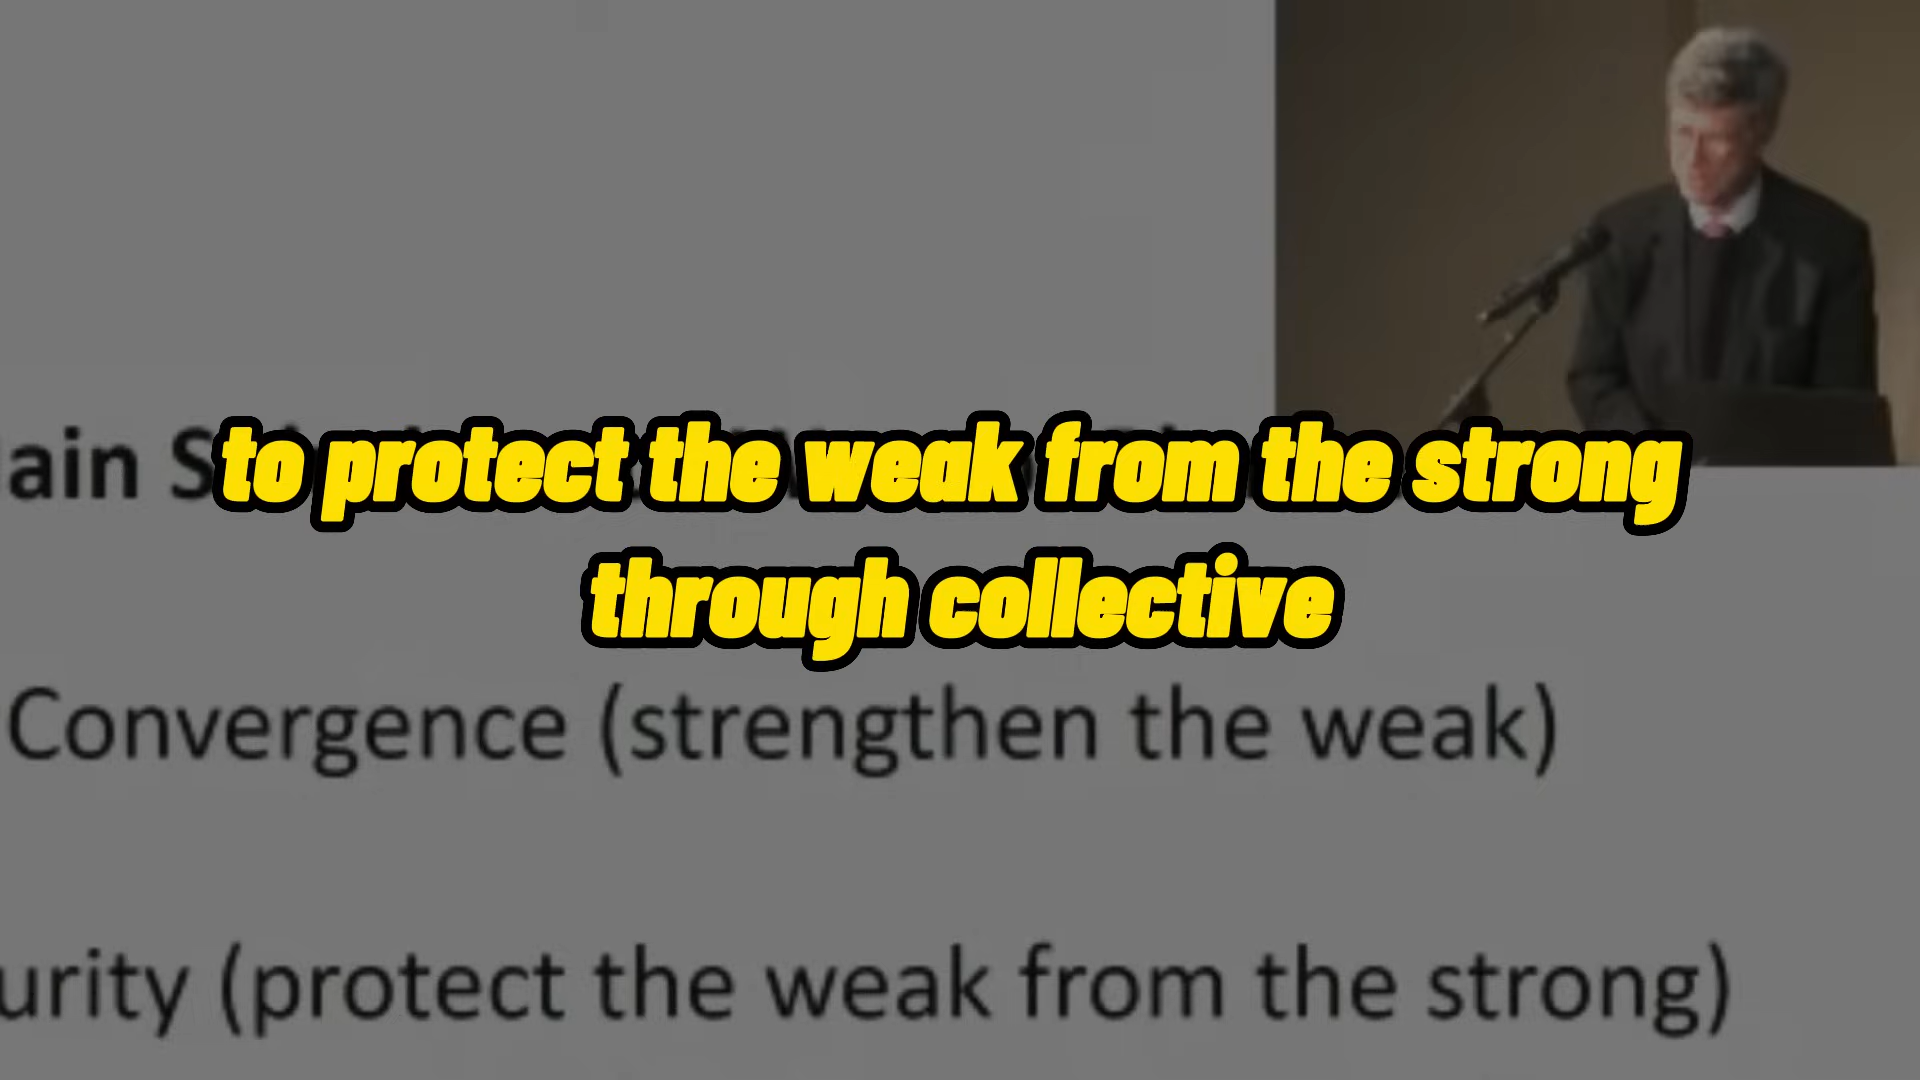 ain S
to protect the weak from the strong
through collective
Convergence (strengthen the weak)
urity (protect the weak from the strong)